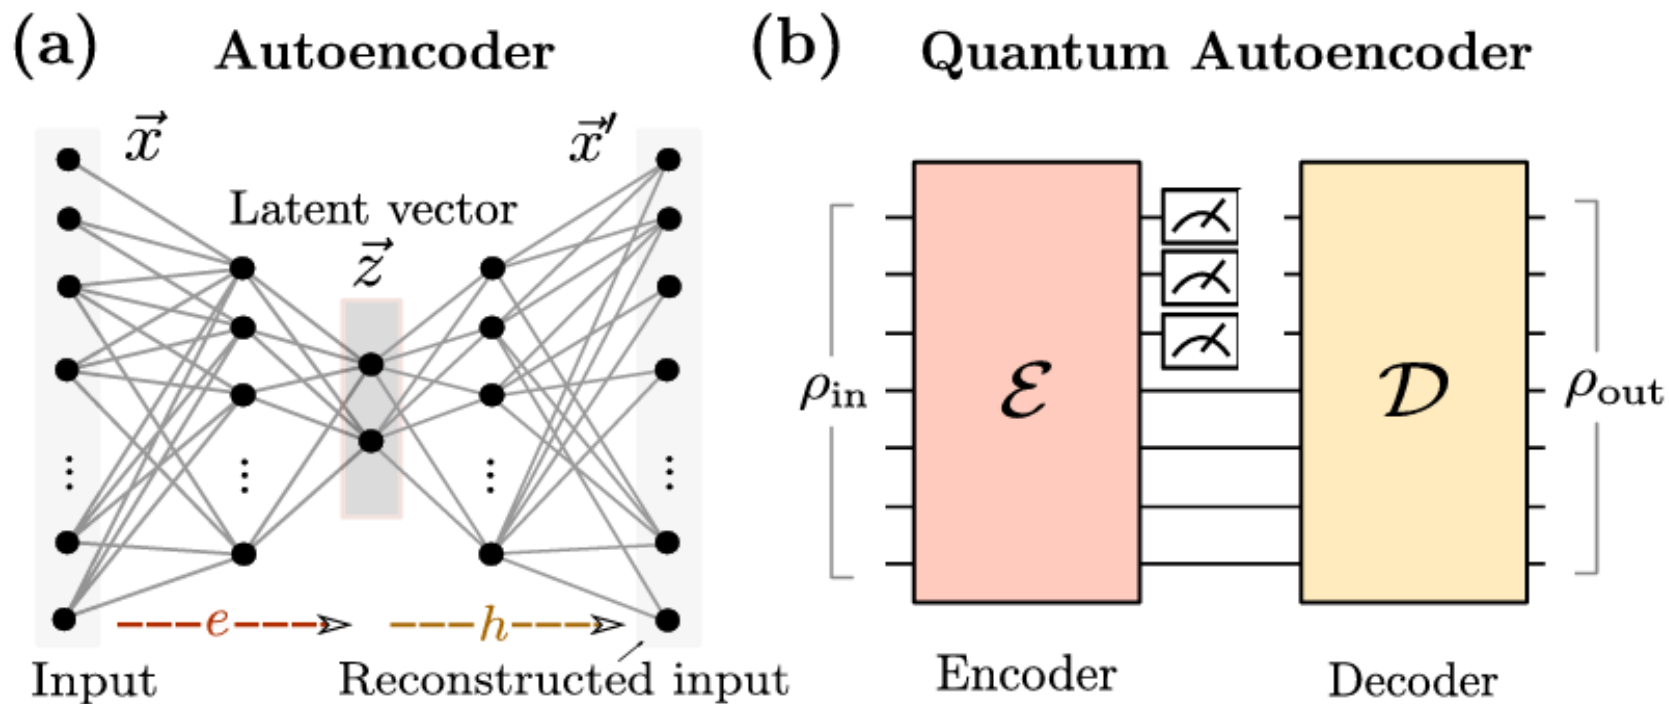 (a) Autoencoder
x⃗
x⃗′
Latent vector
z⃗
⋮ ⋮ ⋮ ⋮
e
h
Input
Reconstructed input
(b) Quantum Autoencoder
ρin
ℰ
𝒟
ρout
Encoder
Decoder